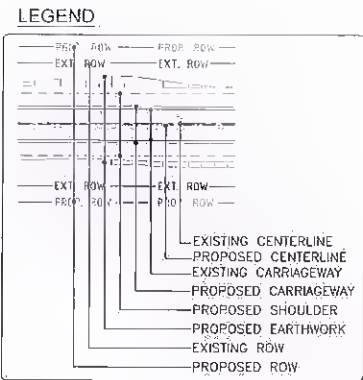 LEGEND
PROP. ROW PROP. ROW
EXT. ROW EXT. ROW
EXT. ROW EXT. ROW
PROP. ROW PROP. ROW
EXISTING CENTERLINE
PROPOSED CENTERLINE
EXISTING CARRIAGEWAY
PROPOSED CARRIAGEWAY
PROPOSED SHOULDER
PROPOSED EARTHWORK
EXISTING ROW
PROPOSED ROW